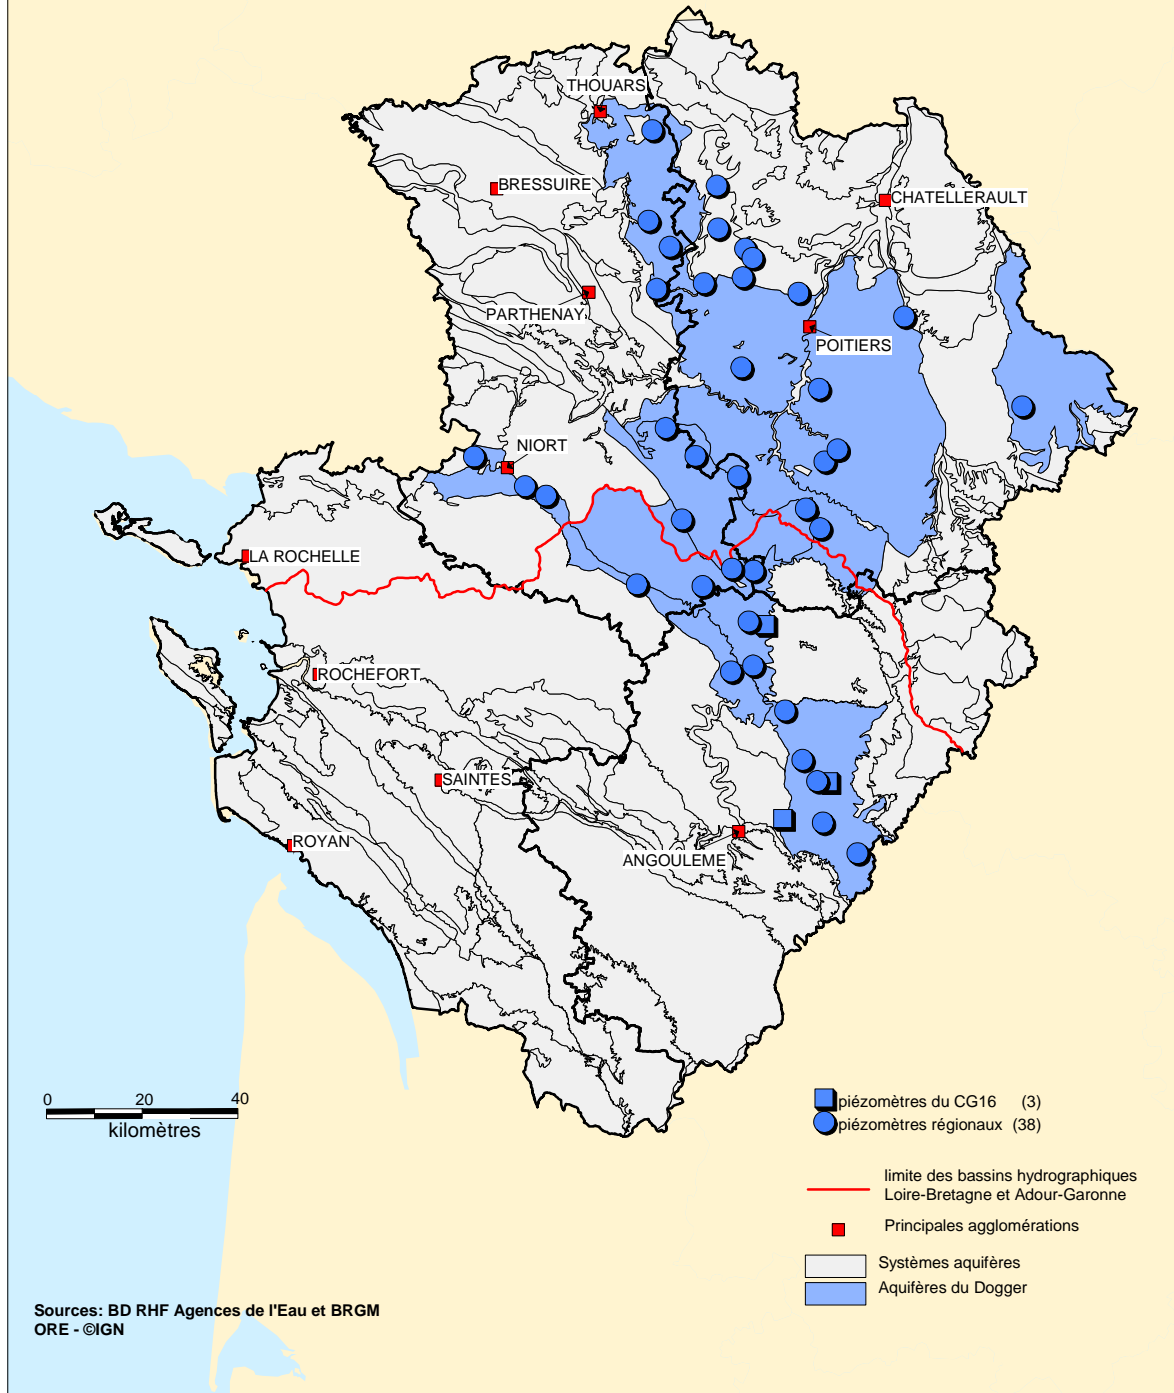 THOUARS
BRESSUIRE
CHATELLERAULT
PARTHENAY
POITIERS
NIORT
LA ROCHELLE
ROCHEFORT
SAINTES
ROYAN
ANGOULEME
0 20 40
kilomètres
piézomètres du CG16 (3)
piézomètres régionaux (38)
limite des bassins hydrographiques
Loire-Bretagne et Adour-Garonne
Principales agglomérations
Systèmes aquifères
Aquifères du Dogger
Sources: BD RHF Agences de l'Eau et BRGM
ORE - ©IGN